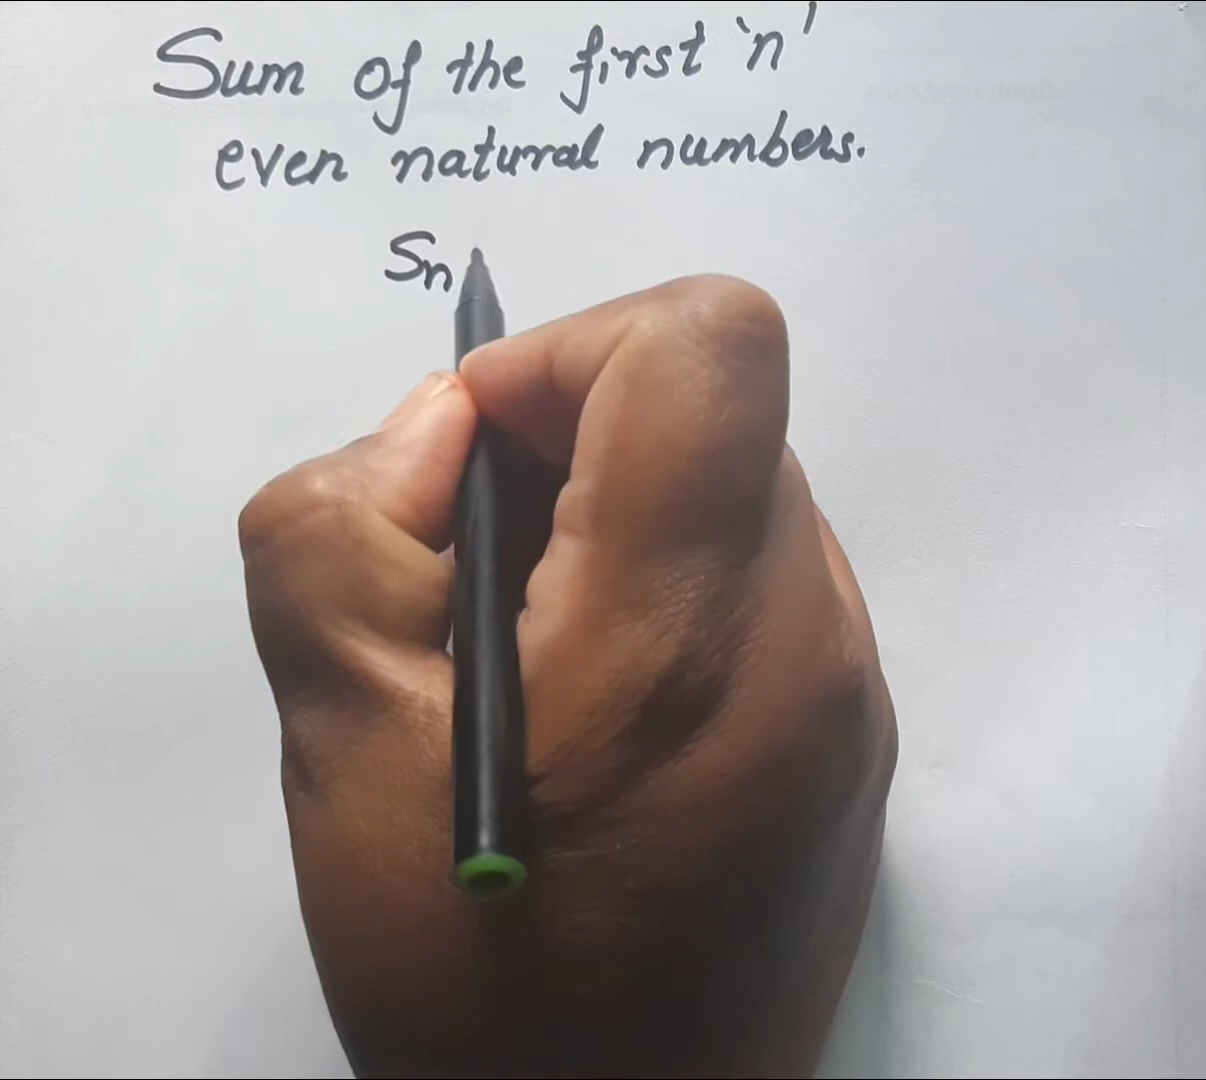 Sum of the first 'n'
even natural numbers.
Sn